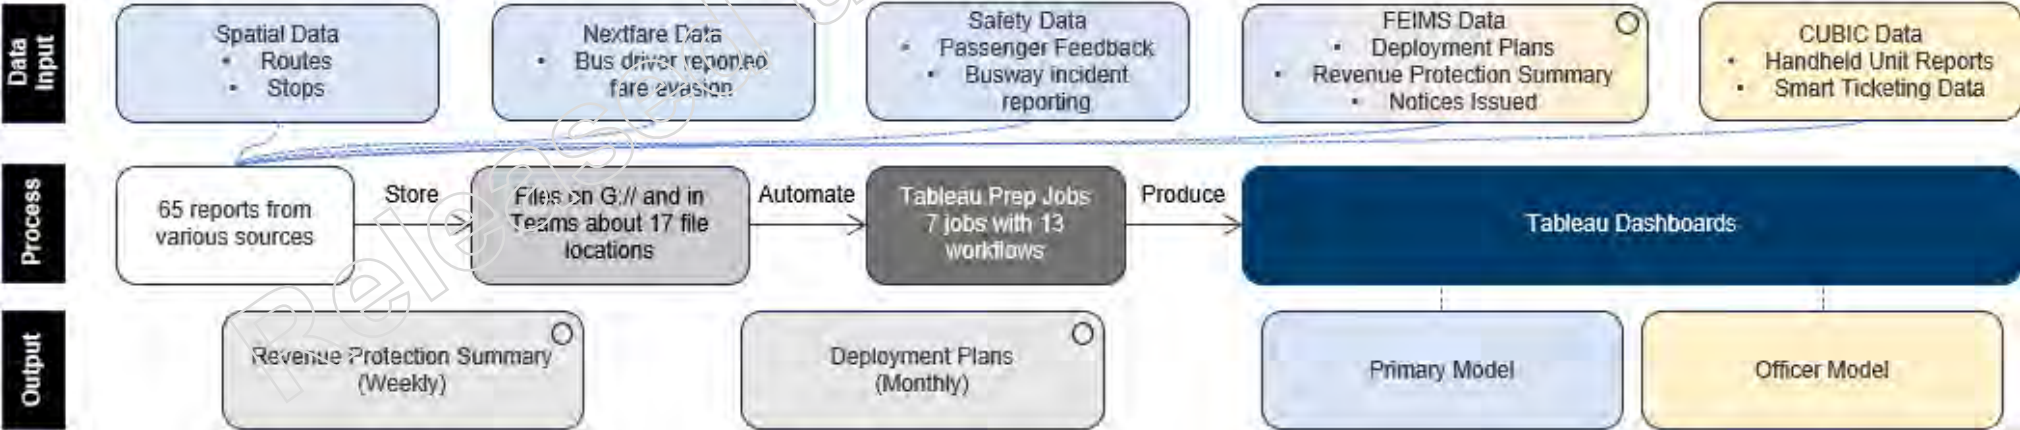 Data
Input
Spatial Data
• Routes
• Stops
Nextfare Data
• Bus driver reported
fare evasion
Safety Data
• Passenger Feedback
• Busway incident
reporting
FEIMS Data
• Deployment Plans
• Revenue Protection Summary
• Notices Issued
CUBIC Data
• Handheld Unit Reports
• Smart Ticketing Data
Process
65 reports from
various sources
Store
Files on G:// and in
Teams about 17 file
locations
Automate
Tableau Prep Jobs
7 jobs with 13
workflows
Produce
Tableau Dashboards
Output
Revenue Protection Summary
(Weekly)
Deployment Plans
(Monthly)
Primary Model
Officer Model
Released